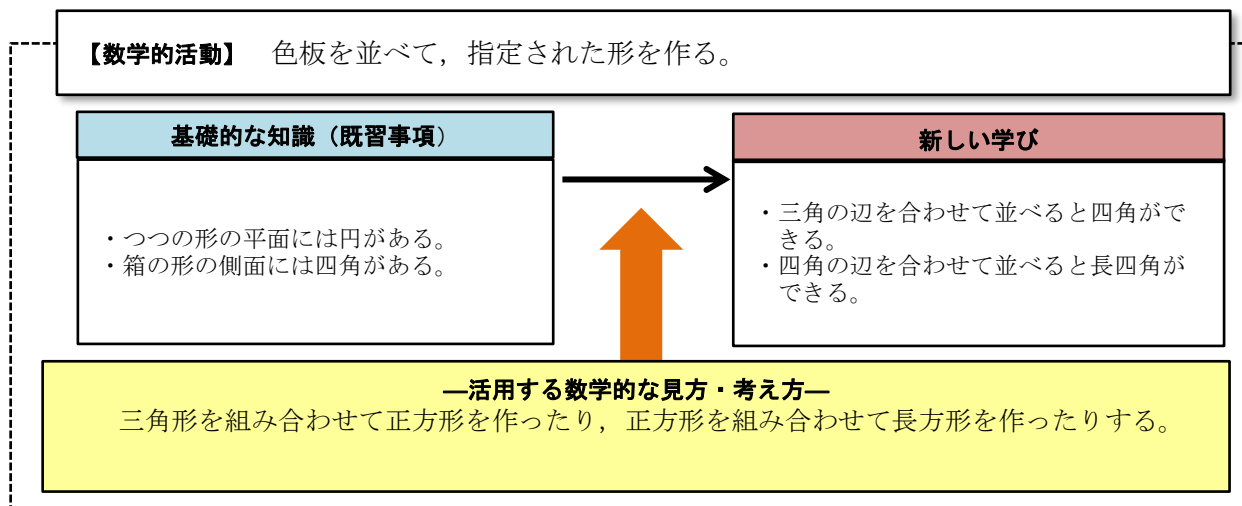 【数学的活動】　色板を並べて，指定された形を作る。
基礎的な知識（既習事項）
・つつの形の平面には円がある。
・箱の形の側面には四角がある。
新しい学び
・三角の辺を合わせて並べると四角がで
きる。
・四角の辺を合わせて並べると長四角が
できる。
―活用する数学的な見方・考え方―
三角形を組み合わせて正方形を作ったり，正方形を組み合わせて長方形を作ったりする。